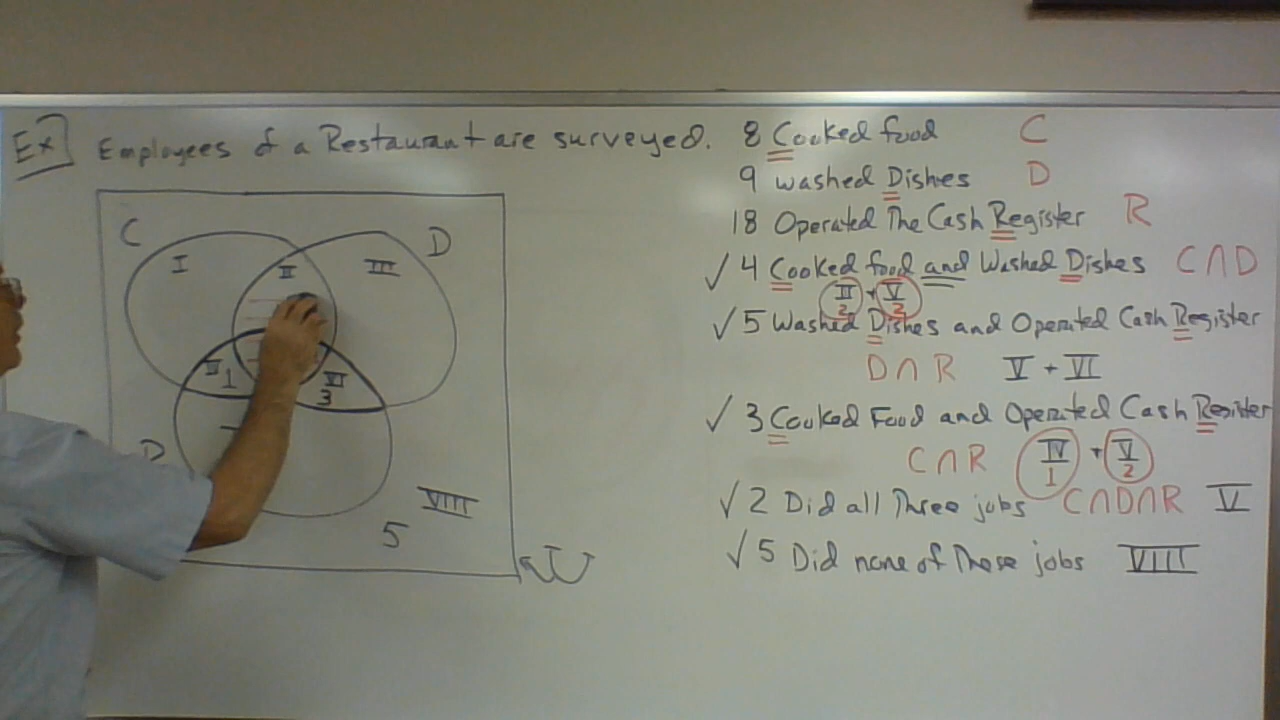 Ex Employees of a Restaurant are surveyed.
8 Cooked food C
9 washed Dishes D
18 Operated The Cash Register R
✓ 4 Cooked food and Washed Dishes C∩D
II 2 + V 2
✓ 5 Washed Dishes and Operated Cash Register
D∩R V + VI
✓ 3 Cooked Food and Operated Cash Register
C∩R IV 1 + V 2
✓ 2 Did all Three jobs C∩D∩R V
✓ 5 Did none of These jobs VIII
C
D
I
II
III
1
VI
3
VIII
5
U